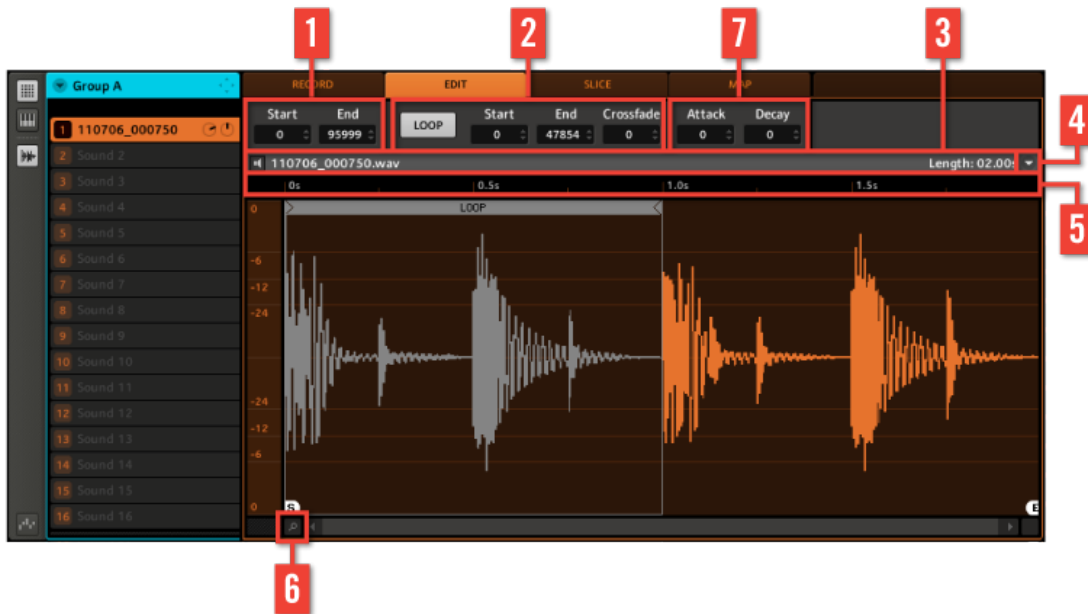 1
2
7
3
Group A
RECORD
EDIT
SLICE
MAP
Start
End
Start
End
Crossfade
Attack
Decay
0
95999
LOOP
0
47854
0
0
0
4
1 110706_000750
110706_000750.wav
Length: 02.00s
0s
0.5s
1.0s
1.5s
5
2 Sound 2
3 Sound 3
4 Sound 4
5 Sound 5
6 Sound 6
7 Sound 7
8 Sound 8
9 Sound 9
10 Sound 10
11 Sound 11
12 Sound 12
13 Sound 13
14 Sound 14
15 Sound 15
16 Sound 16
0
LOOP
-6
-12
-24
-24
-12
-6
0
S
E
6